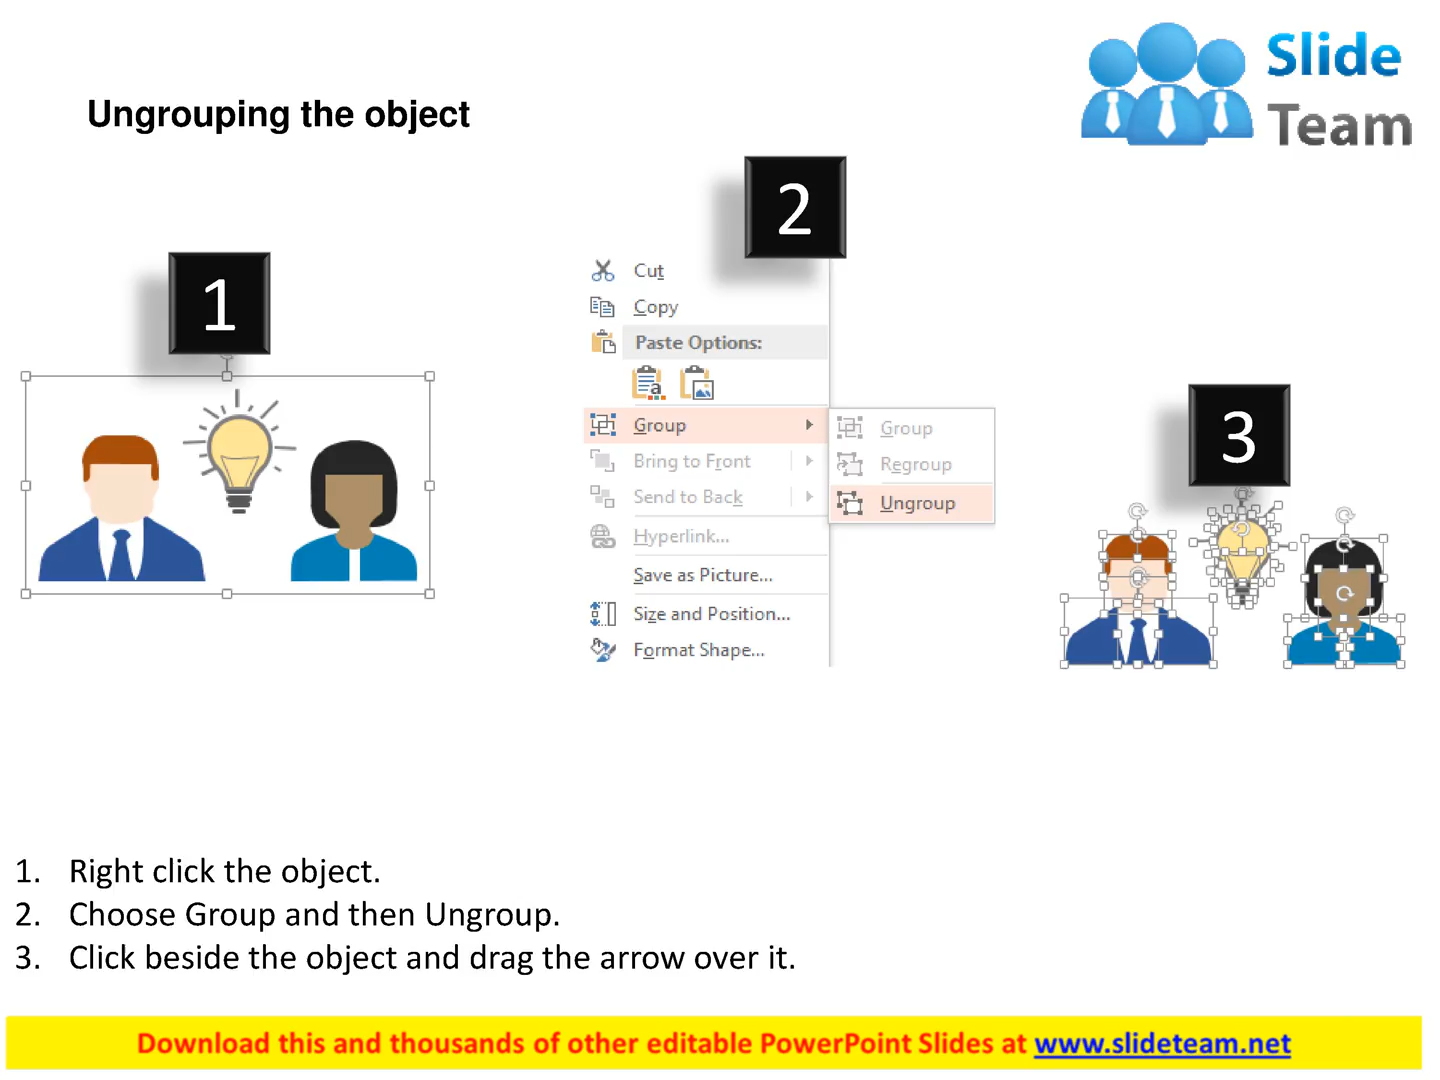 Slide
Team
Ungrouping the object
1
2
3
Cut
Copy
Paste Options:
Group
Bring to Front
Send to Back
Hyperlink...
Save as Picture...
Size and Position...
Format Shape...
Group
Regroup
Ungroup
1. Right click the object.
2. Choose Group and then Ungroup.
3. Click beside the object and drag the arrow over it.
Download this and thousands of other editable PowerPoint Slides at www.slideteam.net